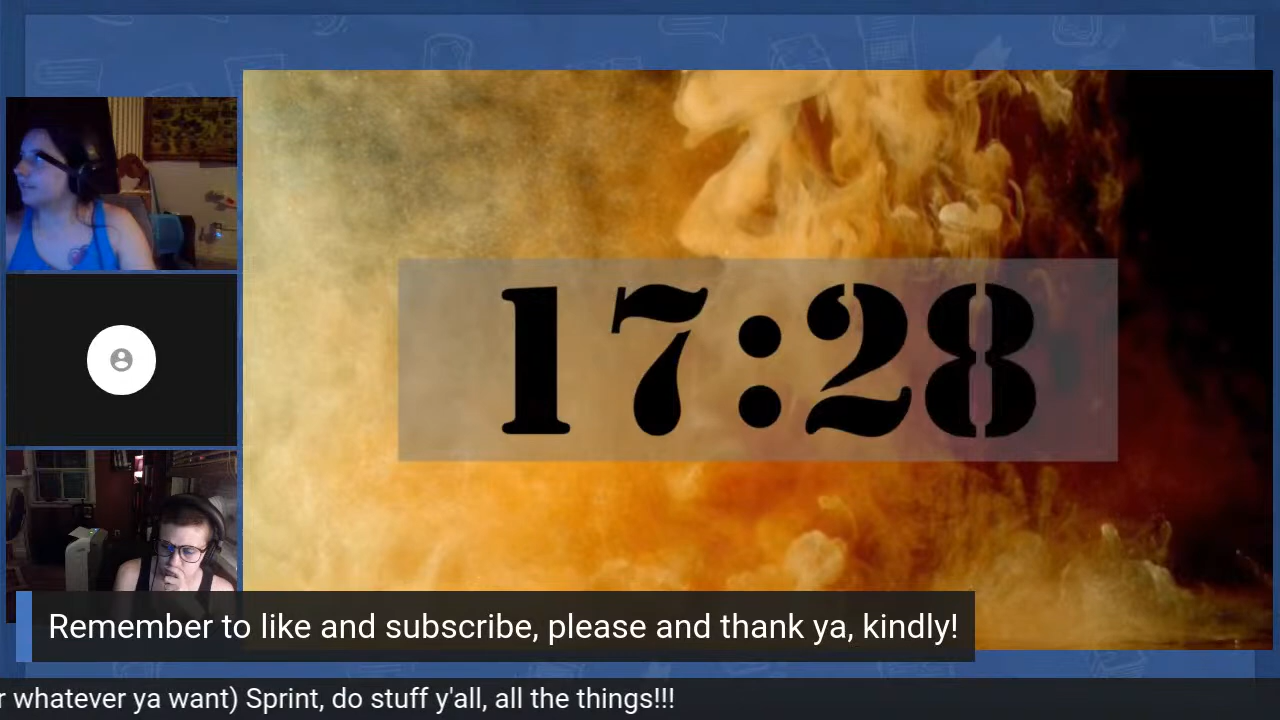 17:28
Remember to like and subscribe, please and thank ya, kindly!
whatever ya want) Sprint, do stuff y'all, all the things!!!